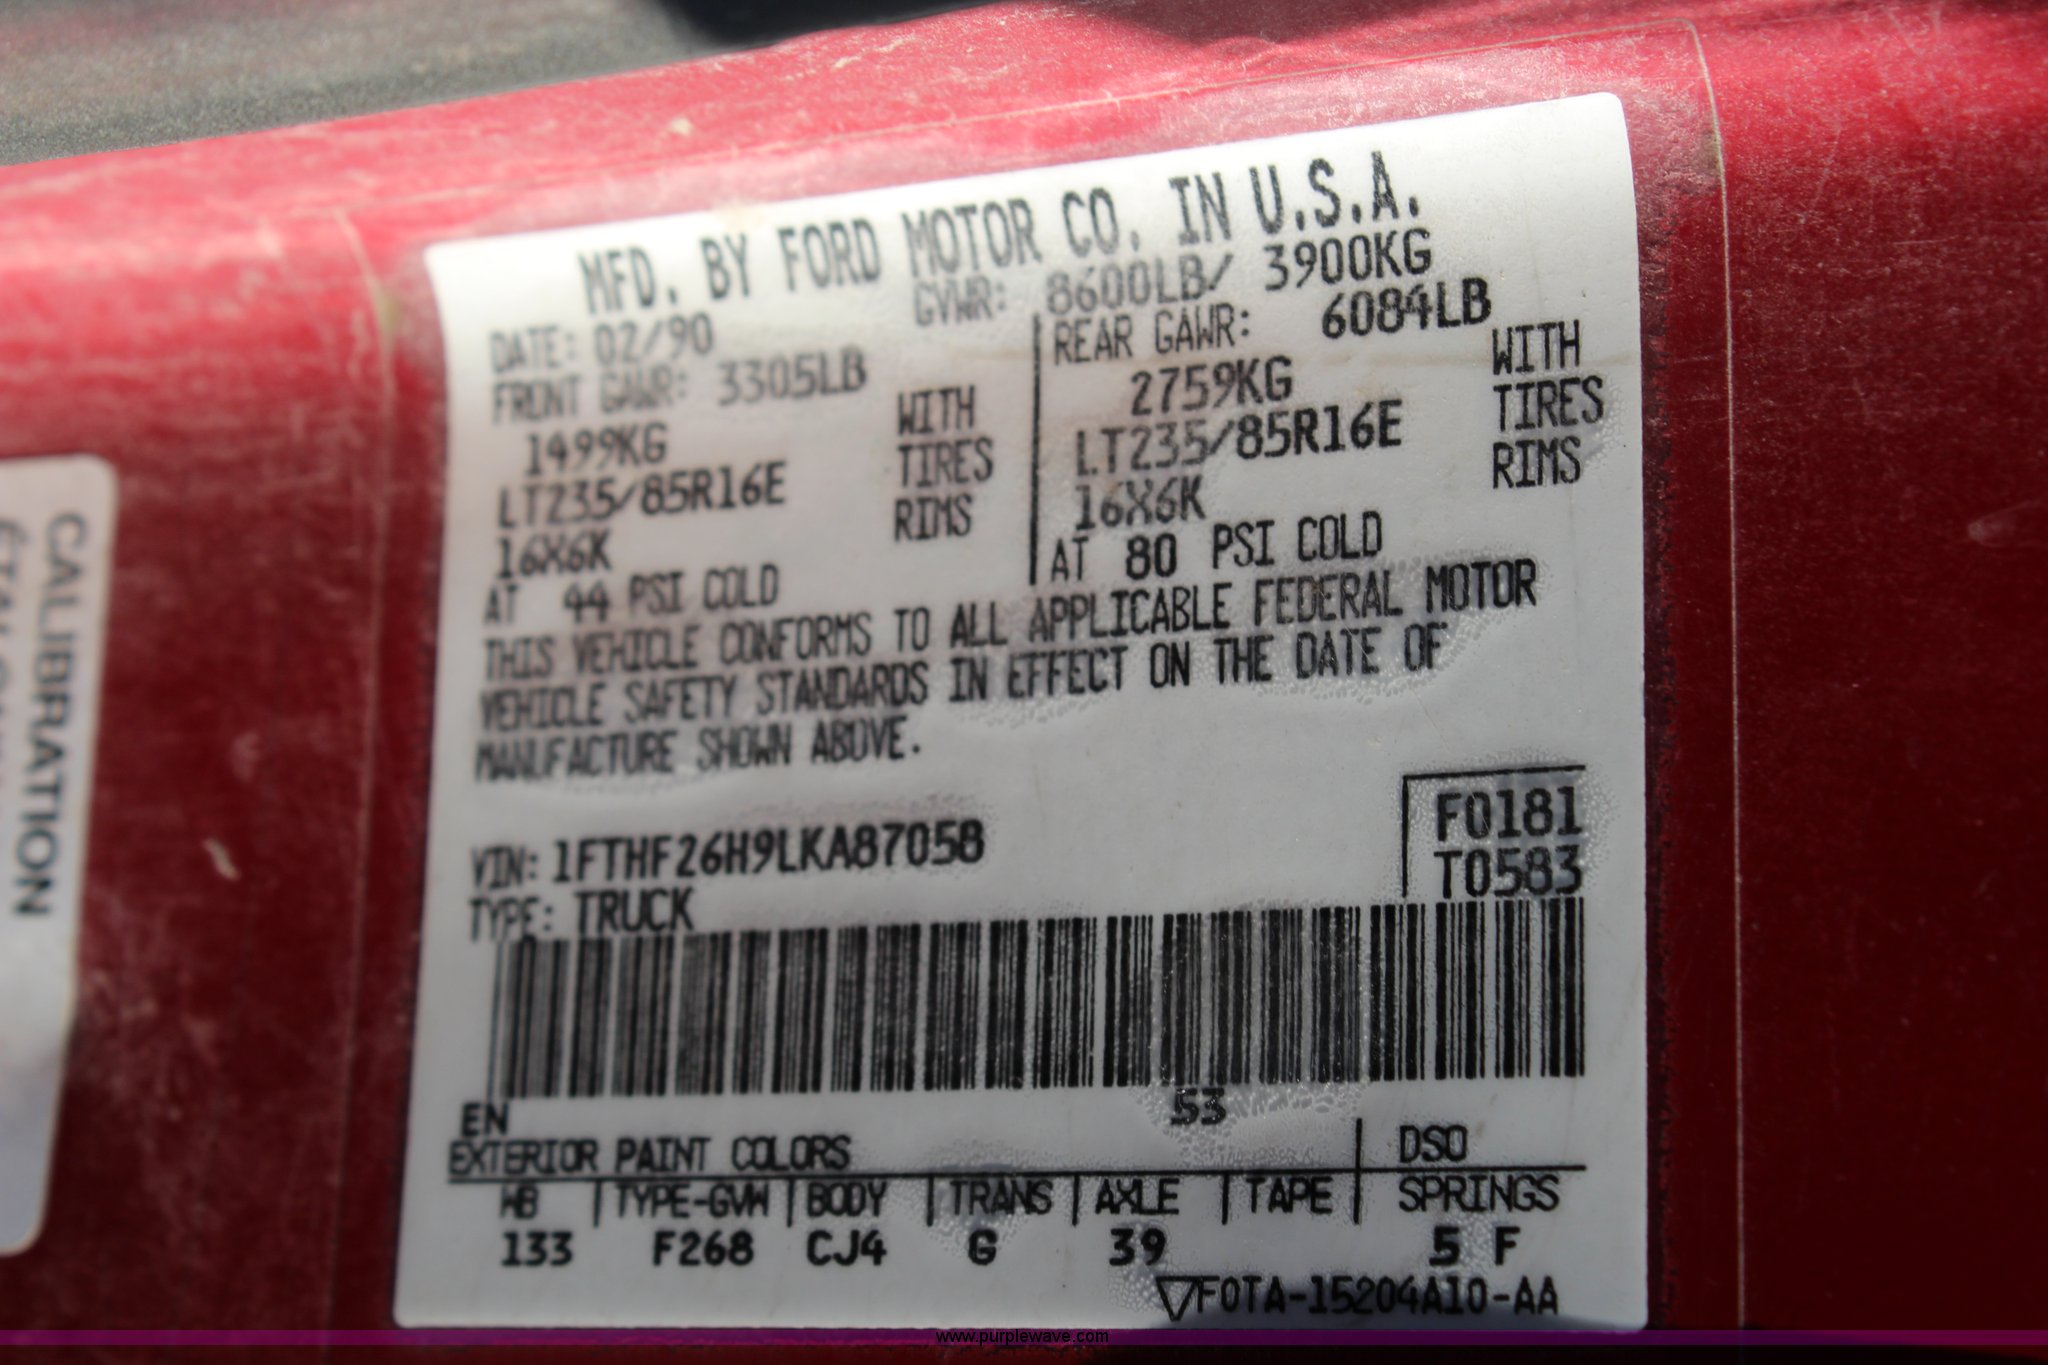 MFD. BY FORD MOTOR CO. IN U.S.A.
DATE: 02/90
GVWR: 8600LB/ 3900KG
FRONT GAWR: 3305LB
1499KG
WITH
LT235/85R16E
TIRES
16X6K
RIMS
AT 44 PSI COLD
REAR GAWR: 6084LB
2759KG
WITH
LT235/85R16E
TIRES
16X6K
RIMS
AT 80 PSI COLD
THIS VEHICLE CONFORMS TO ALL APPLICABLE FEDERAL MOTOR
VEHICLE SAFETY STANDARDS IN EFFECT ON THE DATE OF
MANUFACTURE SHOWN ABOVE.
VIN: 1FTHF26H9LKA87058
TYPE: TRUCK
F0181
T0583
EN
53
EXTERIOR PAINT COLORS
DSO
WB TYPE-GVW BODY TRANS AXLE TAPE SPRINGS
133 F268 CJ4 G 39 5 F
F0TA-15204A10-AA
CALIBRATION
www.purplewave.com